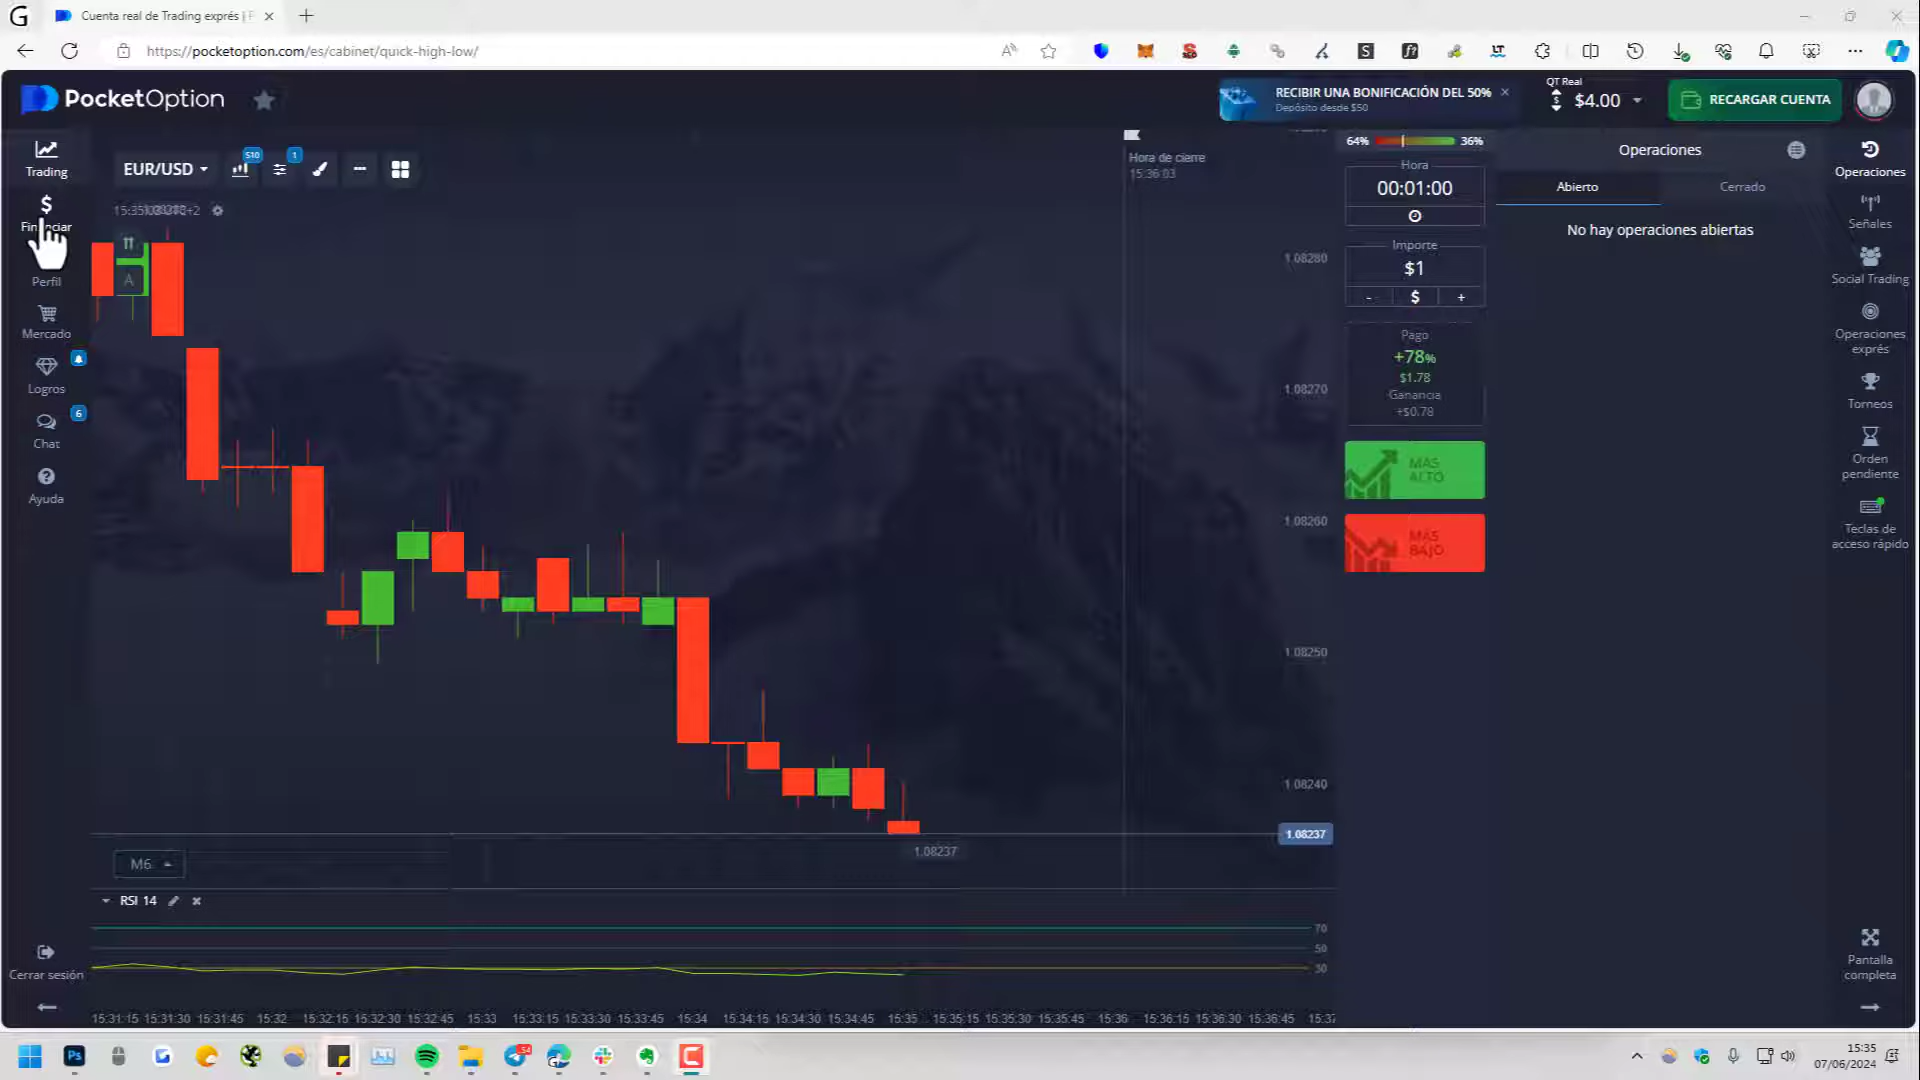 Cuenta real de Trading exprés |
https://pocketoption.com/es/cabinet/quick-high-low/
PocketOption
RECIBIR UNA BONIFICACIÓN DEL 50%
Depósito desde $50
QT Real
$4.00
RECARGAR CUENTA
Trading
Financiar
Perfil
Mercado
Logros
Chat
6
Ayuda
Cerrar sesión
EUR/USD
S10
1
Hora de cierre
15:36:03
1.08280
1.08270
1.08260
1.08250
1.08240
1.08237
1.08237
M6
RSI 14
70
50
30
15:31:15 15:31:30 15:31:45 15:32 15:32:15 15:32:30 15:32:45 15:33 15:33:15 15:33:30 15:33:45 15:34 15:34:15 15:34:30 15:34:45 15:35 15:35:15 15:35:30 15:35:45 15:36 15:36:15 15:36:30 15:36:45 15:37
64%
36%
Hora
00:01:00
Importe
$1
- $ +
Pago
+78%
$1.78
Ganancia
+$0.78
MÁS
ALTO
MÁS
BAJO
Operaciones
Abierto
Cerrado
No hay operaciones abiertas
Operaciones
Señales
Social Trading
Operaciones
exprés
Torneos
Orden
pendiente
Teclas de
acceso rápido
Pantalla
completa
15:35
07/06/2024